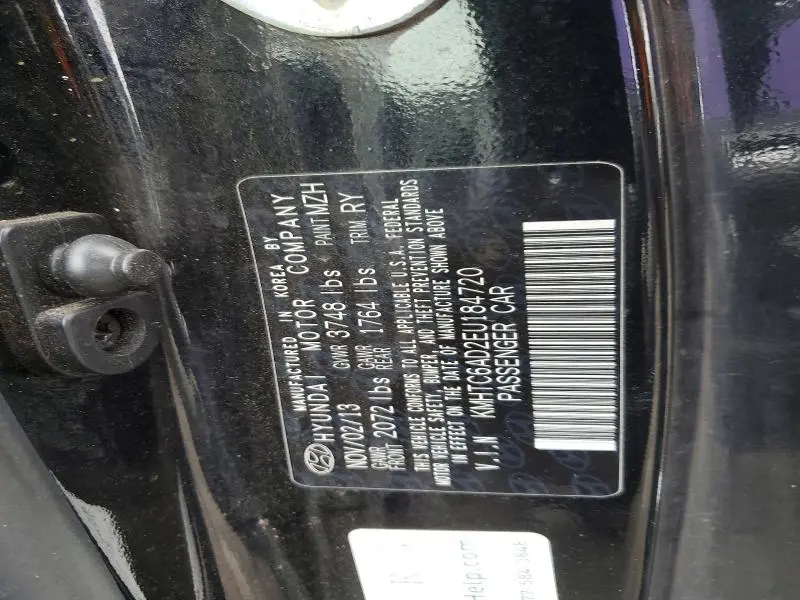 MANUFACTURED IN KOREA BY
HYUNDAI MOTOR COMPANY
NOV/02/13 GVWR 3748 lbs PAINT MZH
GAWR FRONT 2072 lbs GAWR REAR 1764 lbs TRIM RY
THIS VEHICLE CONFORMS TO ALL APPLICABLE U.S.A. FEDERAL
MOTOR VEHICLE SAFETY, BUMPER, AND THEFT PREVENTION STANDARDS
IN EFFECT ON THE DATE OF MANUFACTURE SHOWN ABOVE
V.I.N KMHTC6AD2EU184720
PASSENGER CAR
Help.com